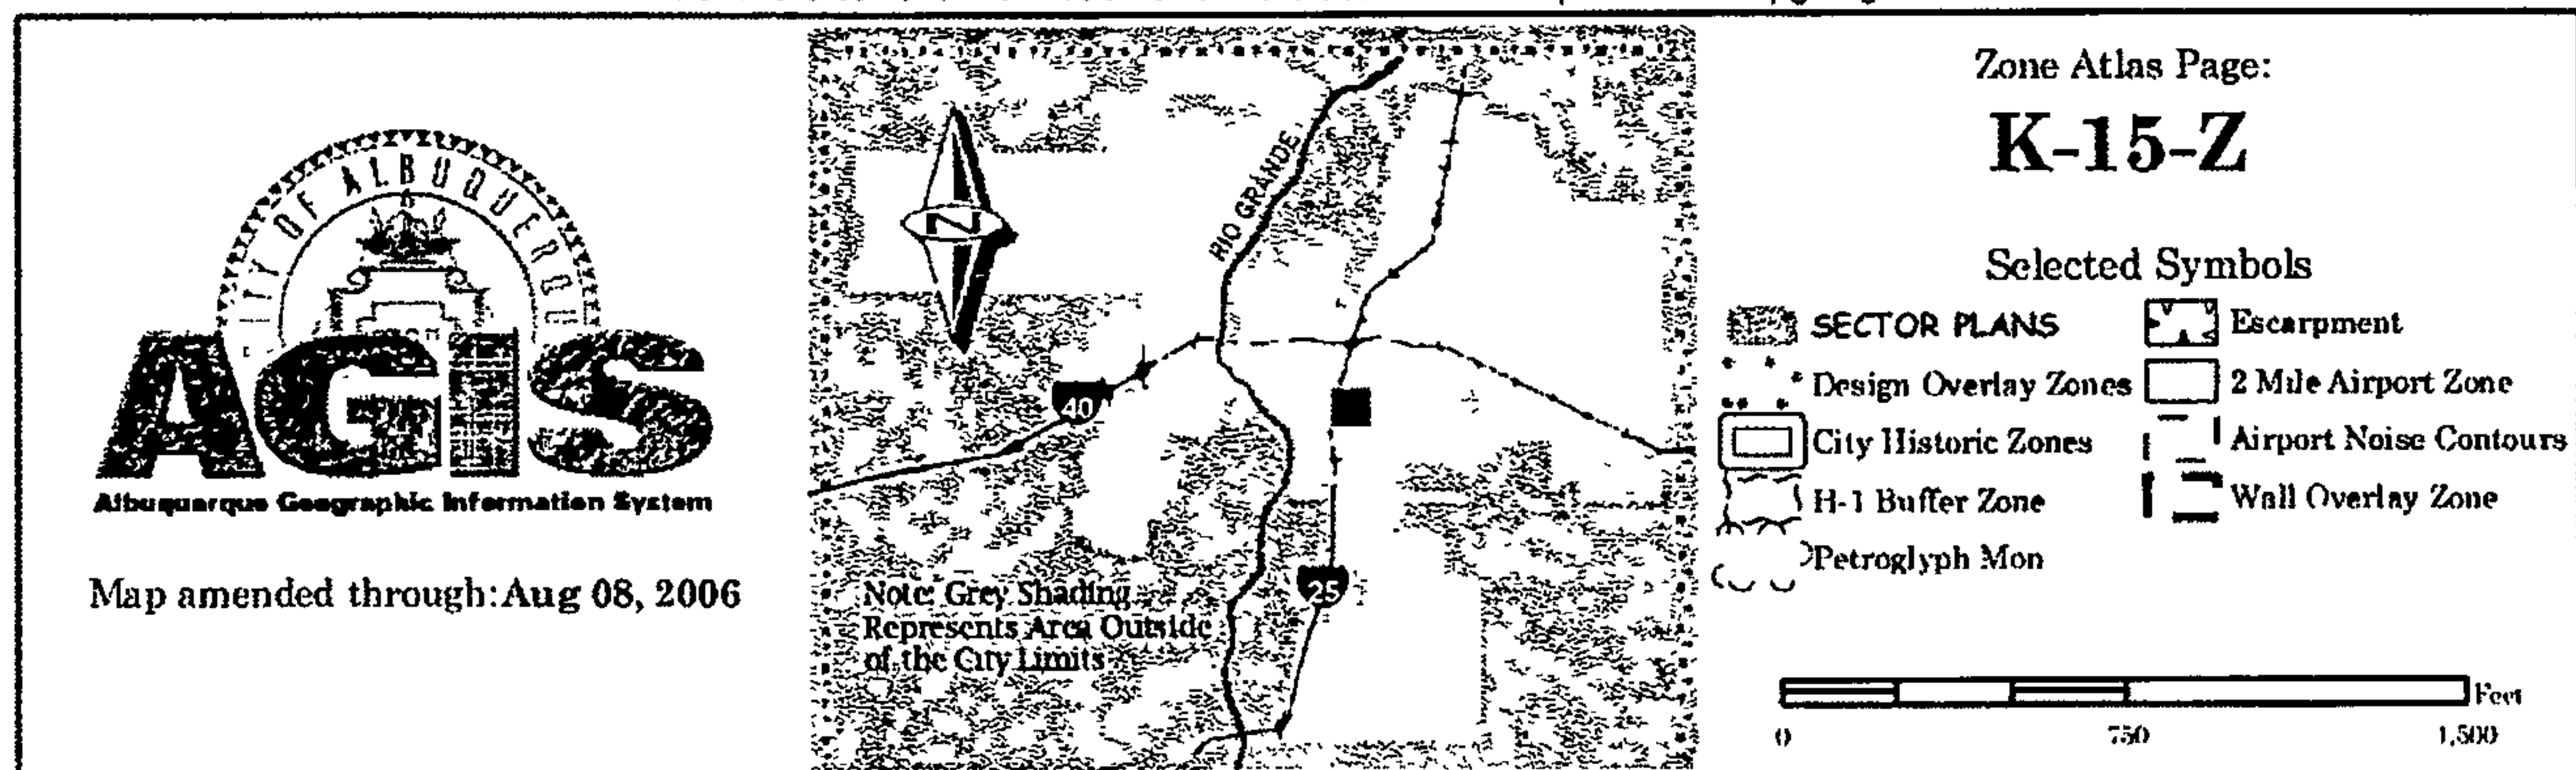 CITY OF ALBUQUERQUE
AGIS
Albuquerque Geographic Information System
Map amended through: Aug 08, 2006
N
RIO GRANDE
40
25
Note: Grey Shading
Represents Area Outside
of the City Limits
Zone Atlas Page:
K-15-Z
Selected Symbols
SECTOR PLANS
Design Overlay Zones
City Historic Zones
H-1 Buffer Zone
Petroglyph Mon
Escarpment
2 Mile Airport Zone
Airport Noise Contours
Wall Overlay Zone
Feet
0 750 1,500